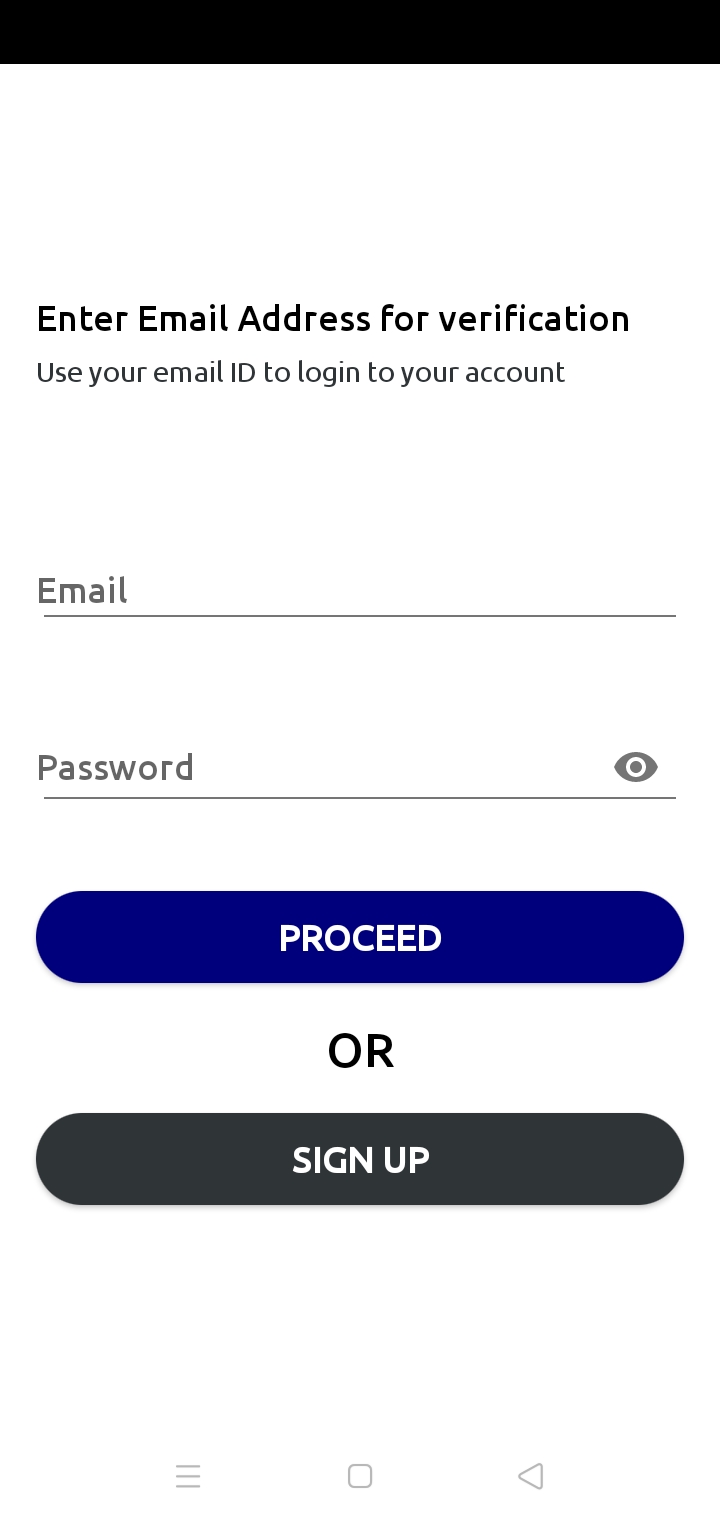 Enter Email Address for verification
Use your email ID to login to your account
Email
Password
PROCEED
OR
SIGN UP